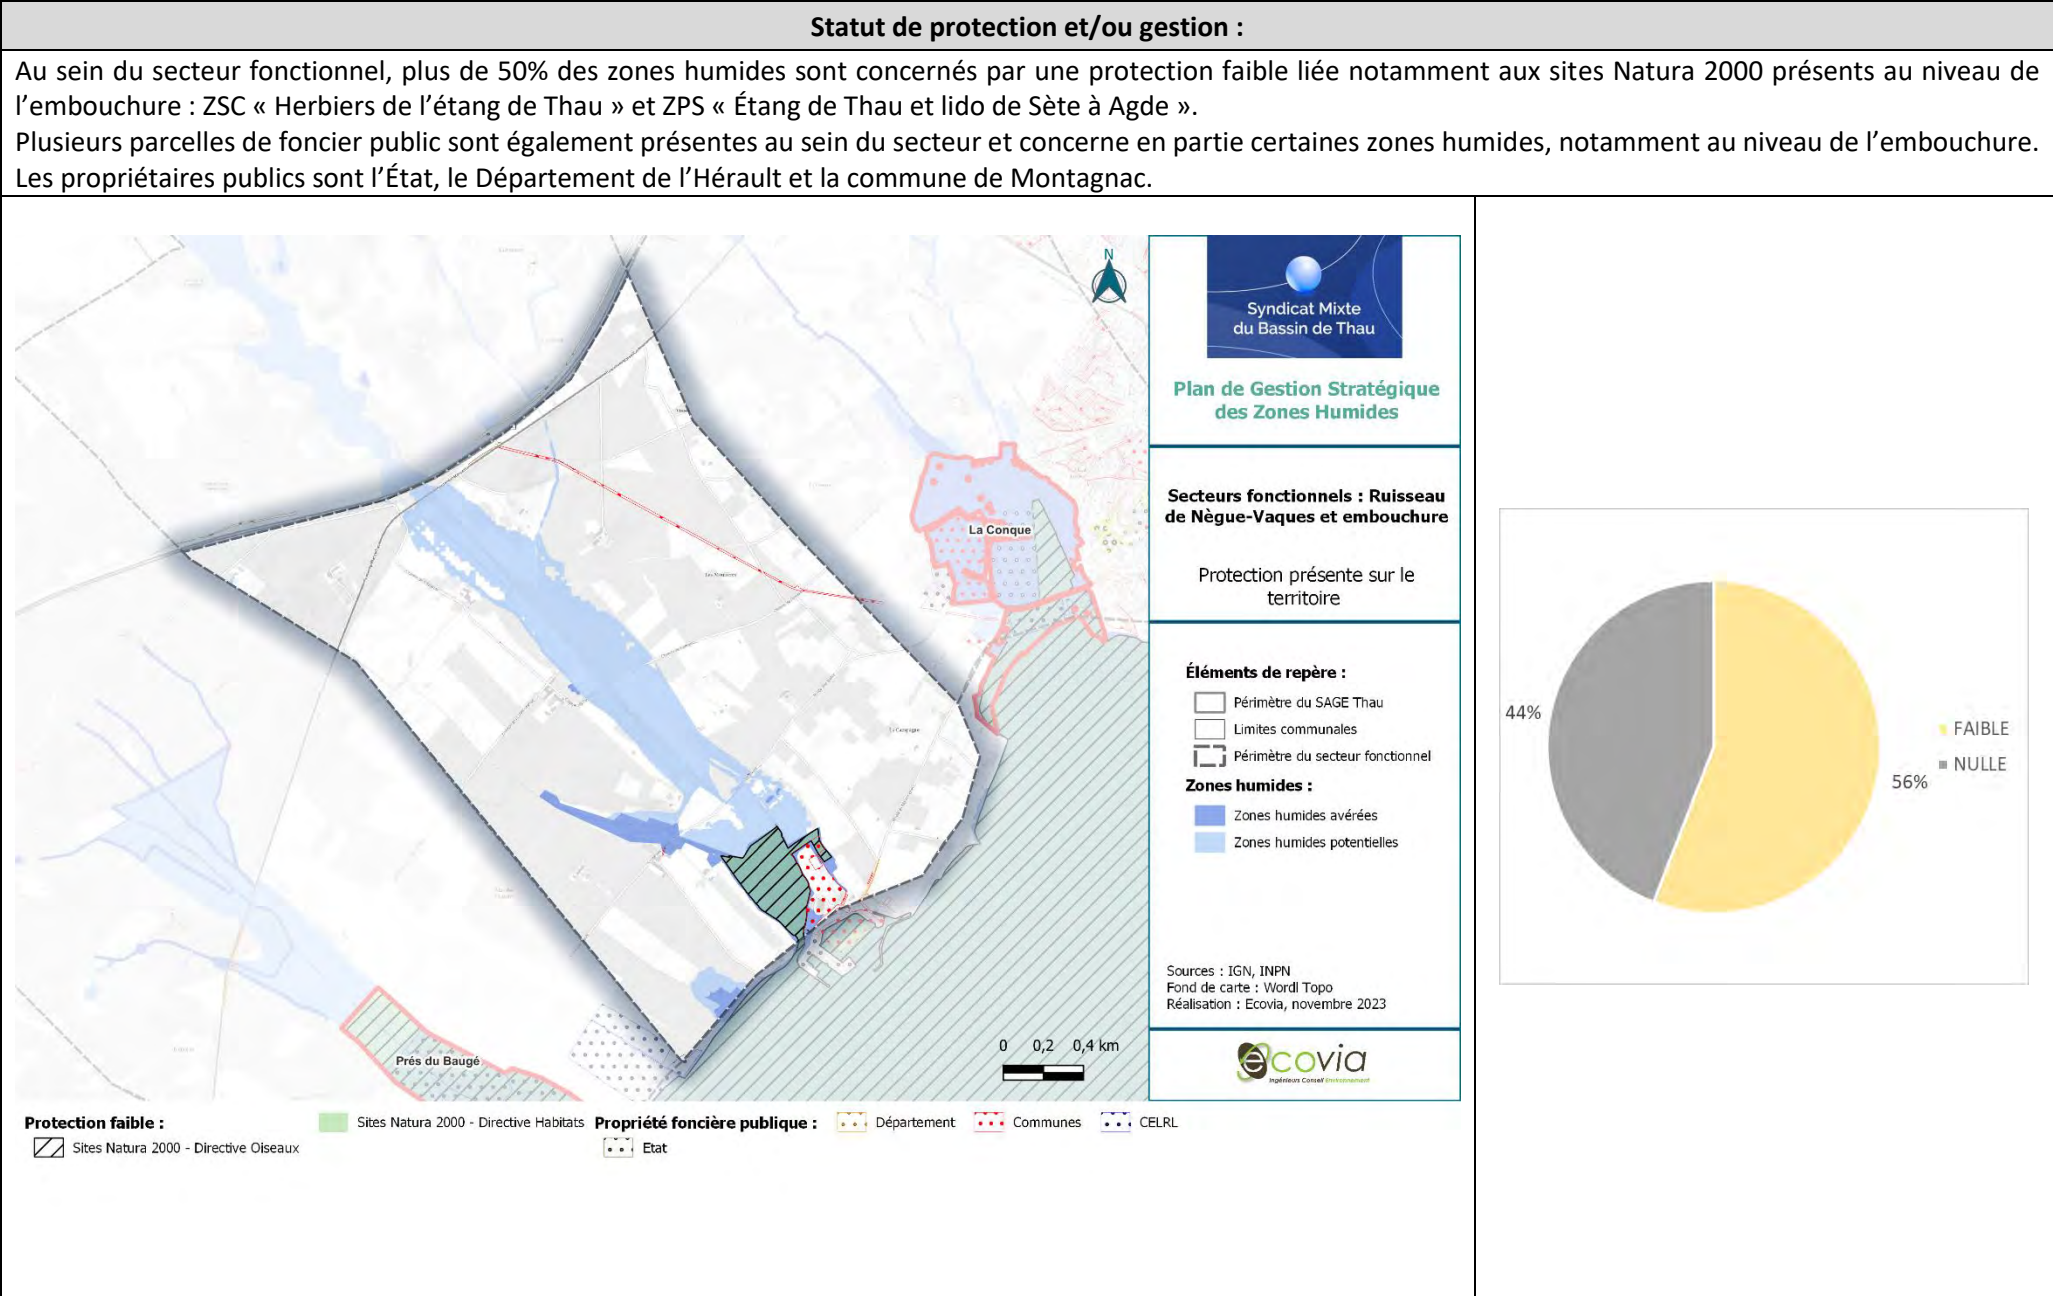 Statut de protection et/ou gestion :
Au sein du secteur fonctionnel, plus de 50% des zones humides sont concernés par une protection faible liée notamment aux sites Natura 2000 présents au niveau de
l'embouchure : ZSC « Herbiers de l'étang de Thau » et ZPS « Étang de Thau et lido de Sète à Agde ».
Plusieurs parcelles de foncier public sont également présentes au sein du secteur et concerne en partie certaines zones humides, notamment au niveau de l'embouchure.
Les propriétaires publics sont l'État, le Département de l'Hérault et la commune de Montagnac.
N
La Conque
Prés du Baugé
0 0,2 0,4 km
Syndicat Mixte
du Bassin de Thau
Plan de Gestion Stratégique
des Zones Humides
Secteurs fonctionnels : Ruisseau
de Nègue-Vaques et embouchure
Protection présente sur le
territoire
Éléments de repère :
Périmètre du SAGE Thau
Limites communales
Périmètre du secteur fonctionnel
Zones humides :
Zones humides avérées
Zones humides potentielles
Sources : IGN, INPN
Fond de carte : Wordl Topo
Réalisation : Ecovia, novembre 2023
ecovia
Ingénieurs Conseil Environnement
44%
56%
FAIBLE
NULLE
Protection faible :
Sites Natura 2000 - Directive Oiseaux
Sites Natura 2000 - Directive Habitats
Propriété foncière publique :
Département
Communes
CELRL
Etat